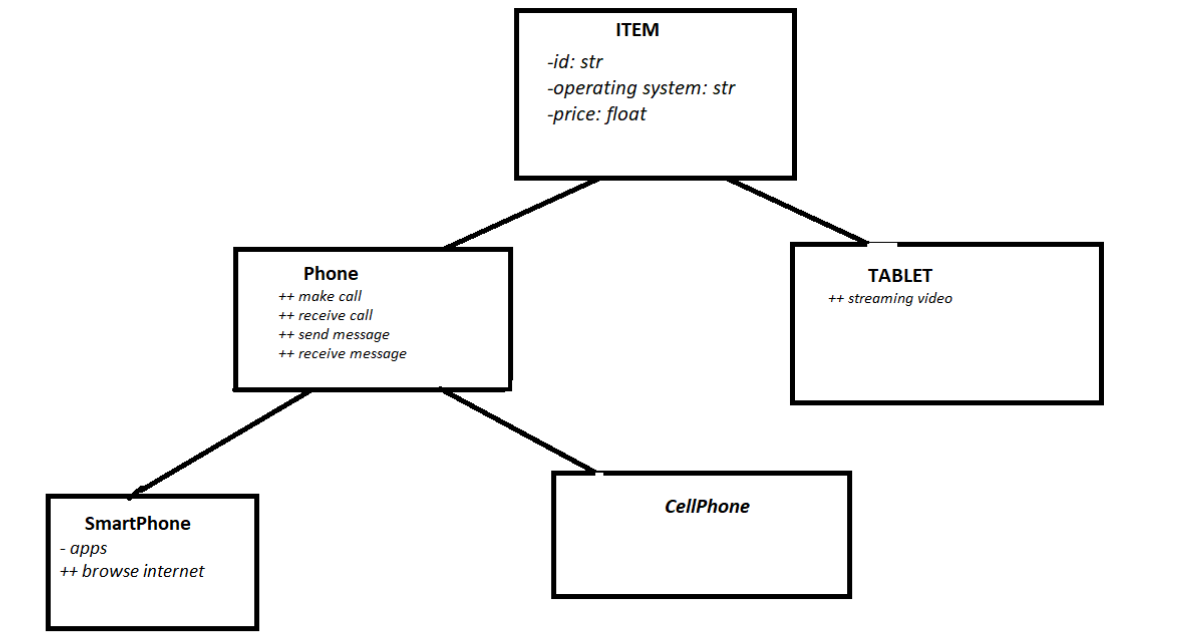 ITEM
-id: str
-operating system: str
-price: float
Phone
++ make call
++ receive call
++ send message
++ receive message
TABLET
++ streaming video
SmartPhone
- apps
++ browse internet
CellPhone